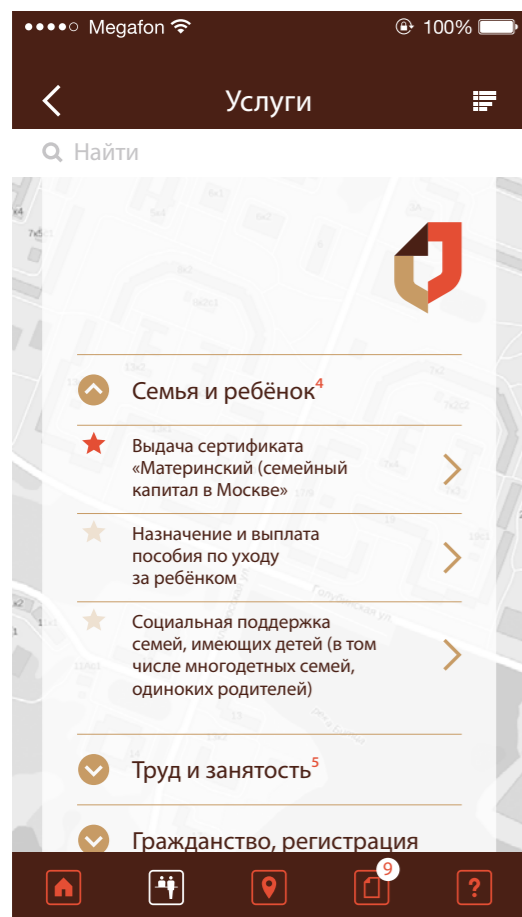 Megafon 100%
Услуги
Найти
Семья и ребёнок4
Выдача сертификата
«Материнский (семейный
капитал в Москве»
Назначение и выплата
пособия по уходу
за ребёнком
Социальная поддержка
семей, имеющих детей (в том
числе многодетных семей,
одиноких родителей)
Труд и занятость5
Гражданство, регистрация
9
?